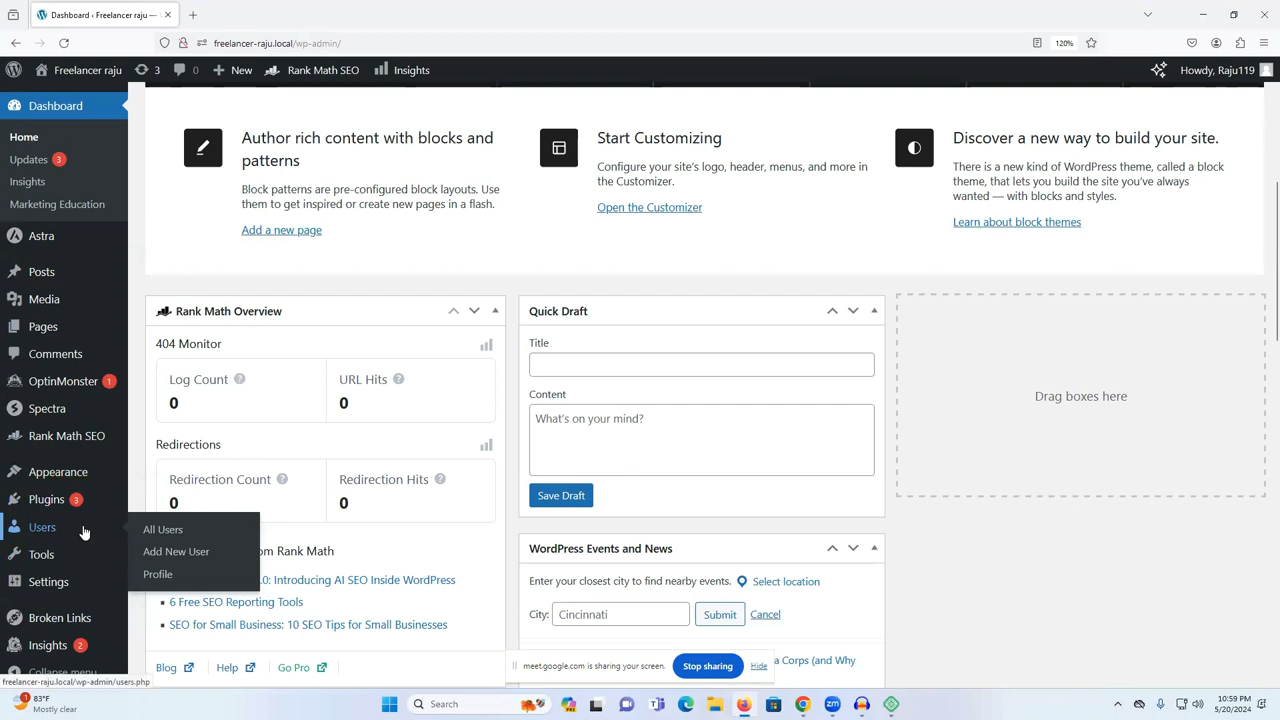 Dashboard ‹ Freelancer raju —
freelancer-raju.local/wp-admin/
120%
Freelancer raju
3
0
New
Rank Math SEO
Insights
Howdy, Raju119
Dashboard
Home
Updates 3
Insights
Marketing Education
Astra
Posts
Media
Pages
Comments
OptinMonster 1
Spectra
Rank Math SEO
Appearance
Plugins 3
Users
Tools
Settings
Broken Links
Insights 2
Collapse menu
All Users
Add New User
Profile
Author rich content with blocks and
patterns
Block patterns are pre-configured block layouts. Use
them to get inspired or create new pages in a flash.
Add a new page
Start Customizing
Configure your site's logo, header, menus, and more in
the Customizer.
Open the Customizer
Discover a new way to build your site.
There is a new kind of WordPress theme, called a block
theme, that lets you build the site you've always
wanted — with blocks and styles.
Learn about block themes
Rank Math Overview
404 Monitor
Log Count ?
0
URL Hits ?
0
Redirections
Redirection Count ?
0
Redirection Hits ?
0
om Rank Math
.0: Introducing AI SEO Inside WordPress
6 Free SEO Reporting Tools
SEO for Small Business: 10 SEO Tips for Small Businesses
Blog
Help
Go Pro
Quick Draft
Title
Content
What's on your mind?
Save Draft
WordPress Events and News
Enter your closest city to find nearby events.
Select location
City:
Cincinnati
Submit
Cancel
a Corps (and Why
Drag boxes here
meet.google.com is sharing your screen.
Stop sharing
Hide
freelancer-raju.local/wp-admin/users.php
1
83°F
Mostly clear
Search
zm
10:59 PM
5/20/2024